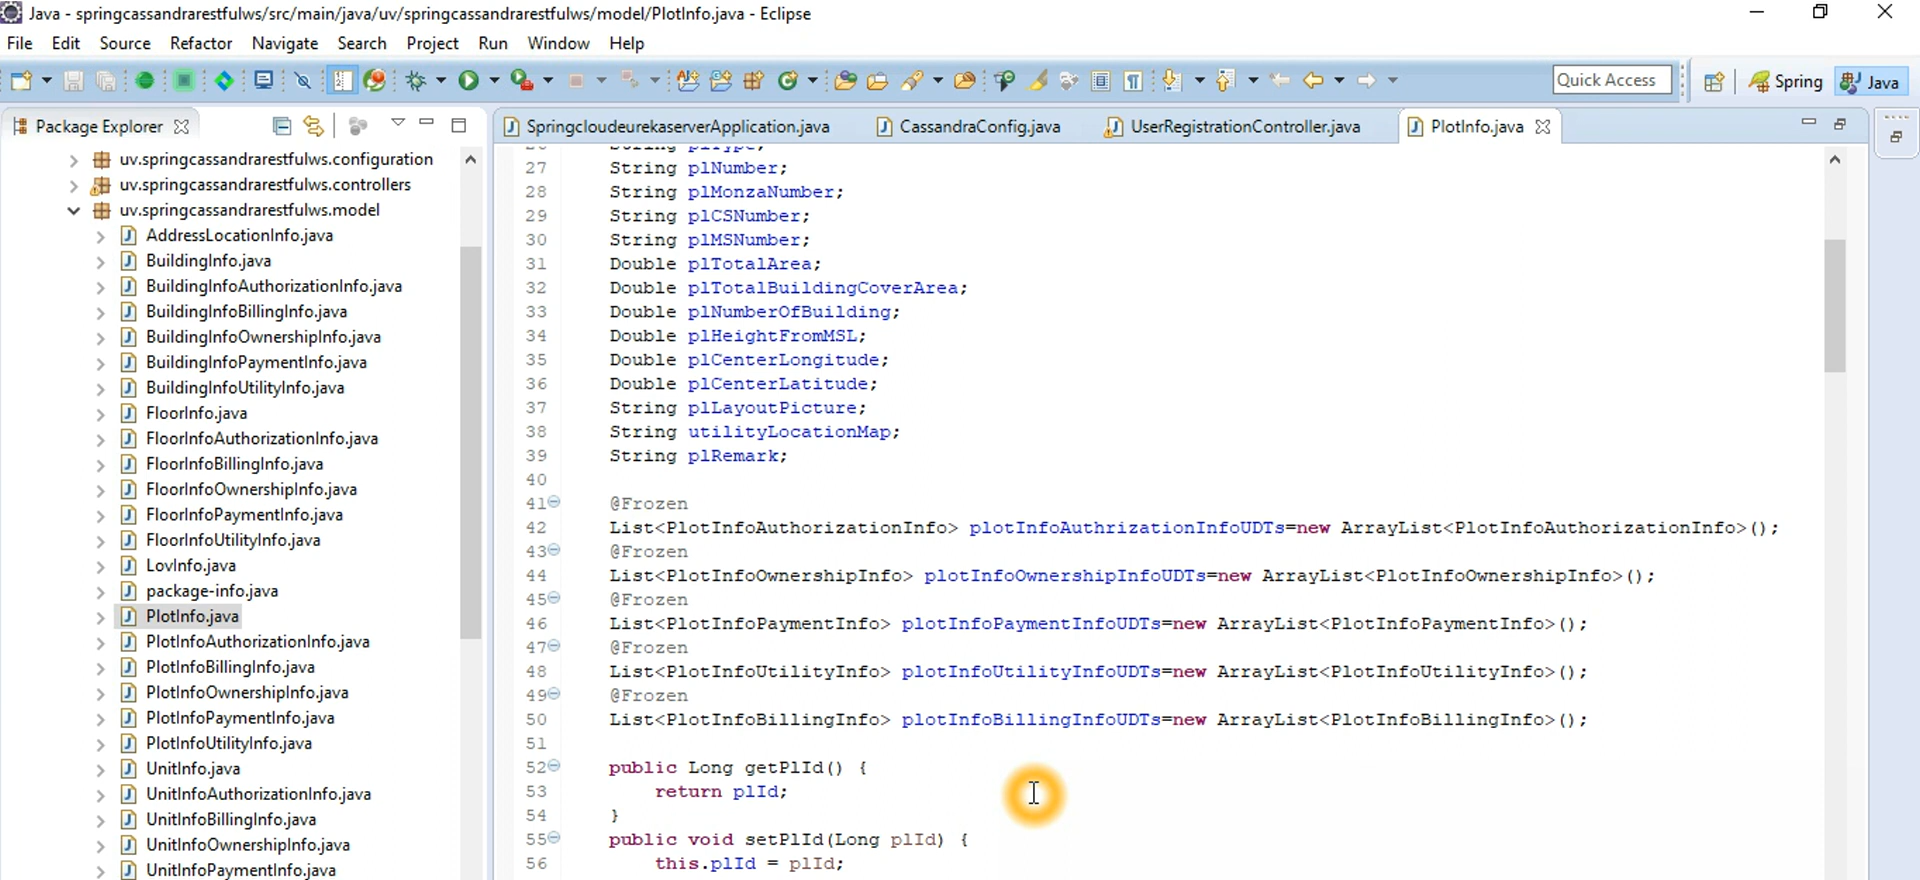 Java - springcassandrarestfulws/src/main/java/uv/springcassandrarestfulws/model/PlotInfo.java - Eclipse
File Edit Source Refactor Navigate Search Project Run Window Help
Quick Access Spring Java
Package Explorer
SpringcloudeurekaserverApplication.java CassandraConfig.java UserRegistrationController.java PlotInfo.java
uv.springcassandrarestfulws.configuration
uv.springcassandrarestfulws.controllers
uv.springcassandrarestfulws.model
AddressLocationInfo.java
BuildingInfo.java
BuildingInfoAuthorizationInfo.java
BuildingInfoBillingInfo.java
BuildingInfoOwnershipInfo.java
BuildingInfoPaymentInfo.java
BuildingInfoUtilityInfo.java
FloorInfo.java
FloorInfoAuthorizationInfo.java
FloorInfoBillingInfo.java
FloorInfoOwnershipInfo.java
FloorInfoPaymentInfo.java
FloorInfoUtilityInfo.java
LovInfo.java
package-info.java
PlotInfo.java
PlotInfoAuthorizationInfo.java
PlotInfoBillingInfo.java
PlotInfoOwnershipInfo.java
PlotInfoPaymentInfo.java
PlotInfoUtilityInfo.java
UnitInfo.java
UnitInfoAuthorizationInfo.java
UnitInfoBillingInfo.java
UnitInfoOwnershipInfo.java
UnitInfoPaymentInfo.java
27 String plNumber;
28 String plMonzaNumber;
29 String plCSNumber;
30 String plMSNumber;
31 Double plTotalArea;
32 Double plTotalBuildingCoverArea;
33 Double plNumberOfBuilding;
34 Double plHeightFromMSL;
35 Double plCenterLongitude;
36 Double plCenterLatitude;
37 String plLayoutPicture;
38 String utilityLocationMap;
39 String plRemark;
40
41 @Frozen
42 List<PlotInfoAuthorizationInfo> plotInfoAuthrizationInfoUDTs=new ArrayList<PlotInfoAuthorizationInfo>();
43 @Frozen
44 List<PlotInfoOwnershipInfo> plotInfoOwnershipInfoUDTs=new ArrayList<PlotInfoOwnershipInfo>();
45 @Frozen
46 List<PlotInfoPaymentInfo> plotInfoPaymentInfoUDTs=new ArrayList<PlotInfoPaymentInfo>();
47 @Frozen
48 List<PlotInfoUtilityInfo> plotInfoUtilityInfoUDTs=new ArrayList<PlotInfoUtilityInfo>();
49 @Frozen
50 List<PlotInfoBillingInfo> plotInfoBillingInfoUDTs=new ArrayList<PlotInfoBillingInfo>();
51
52 public Long getPlId() {
53 return plId;
54 }
55 public void setPlId(Long plId) {
56 this.plId = plId;